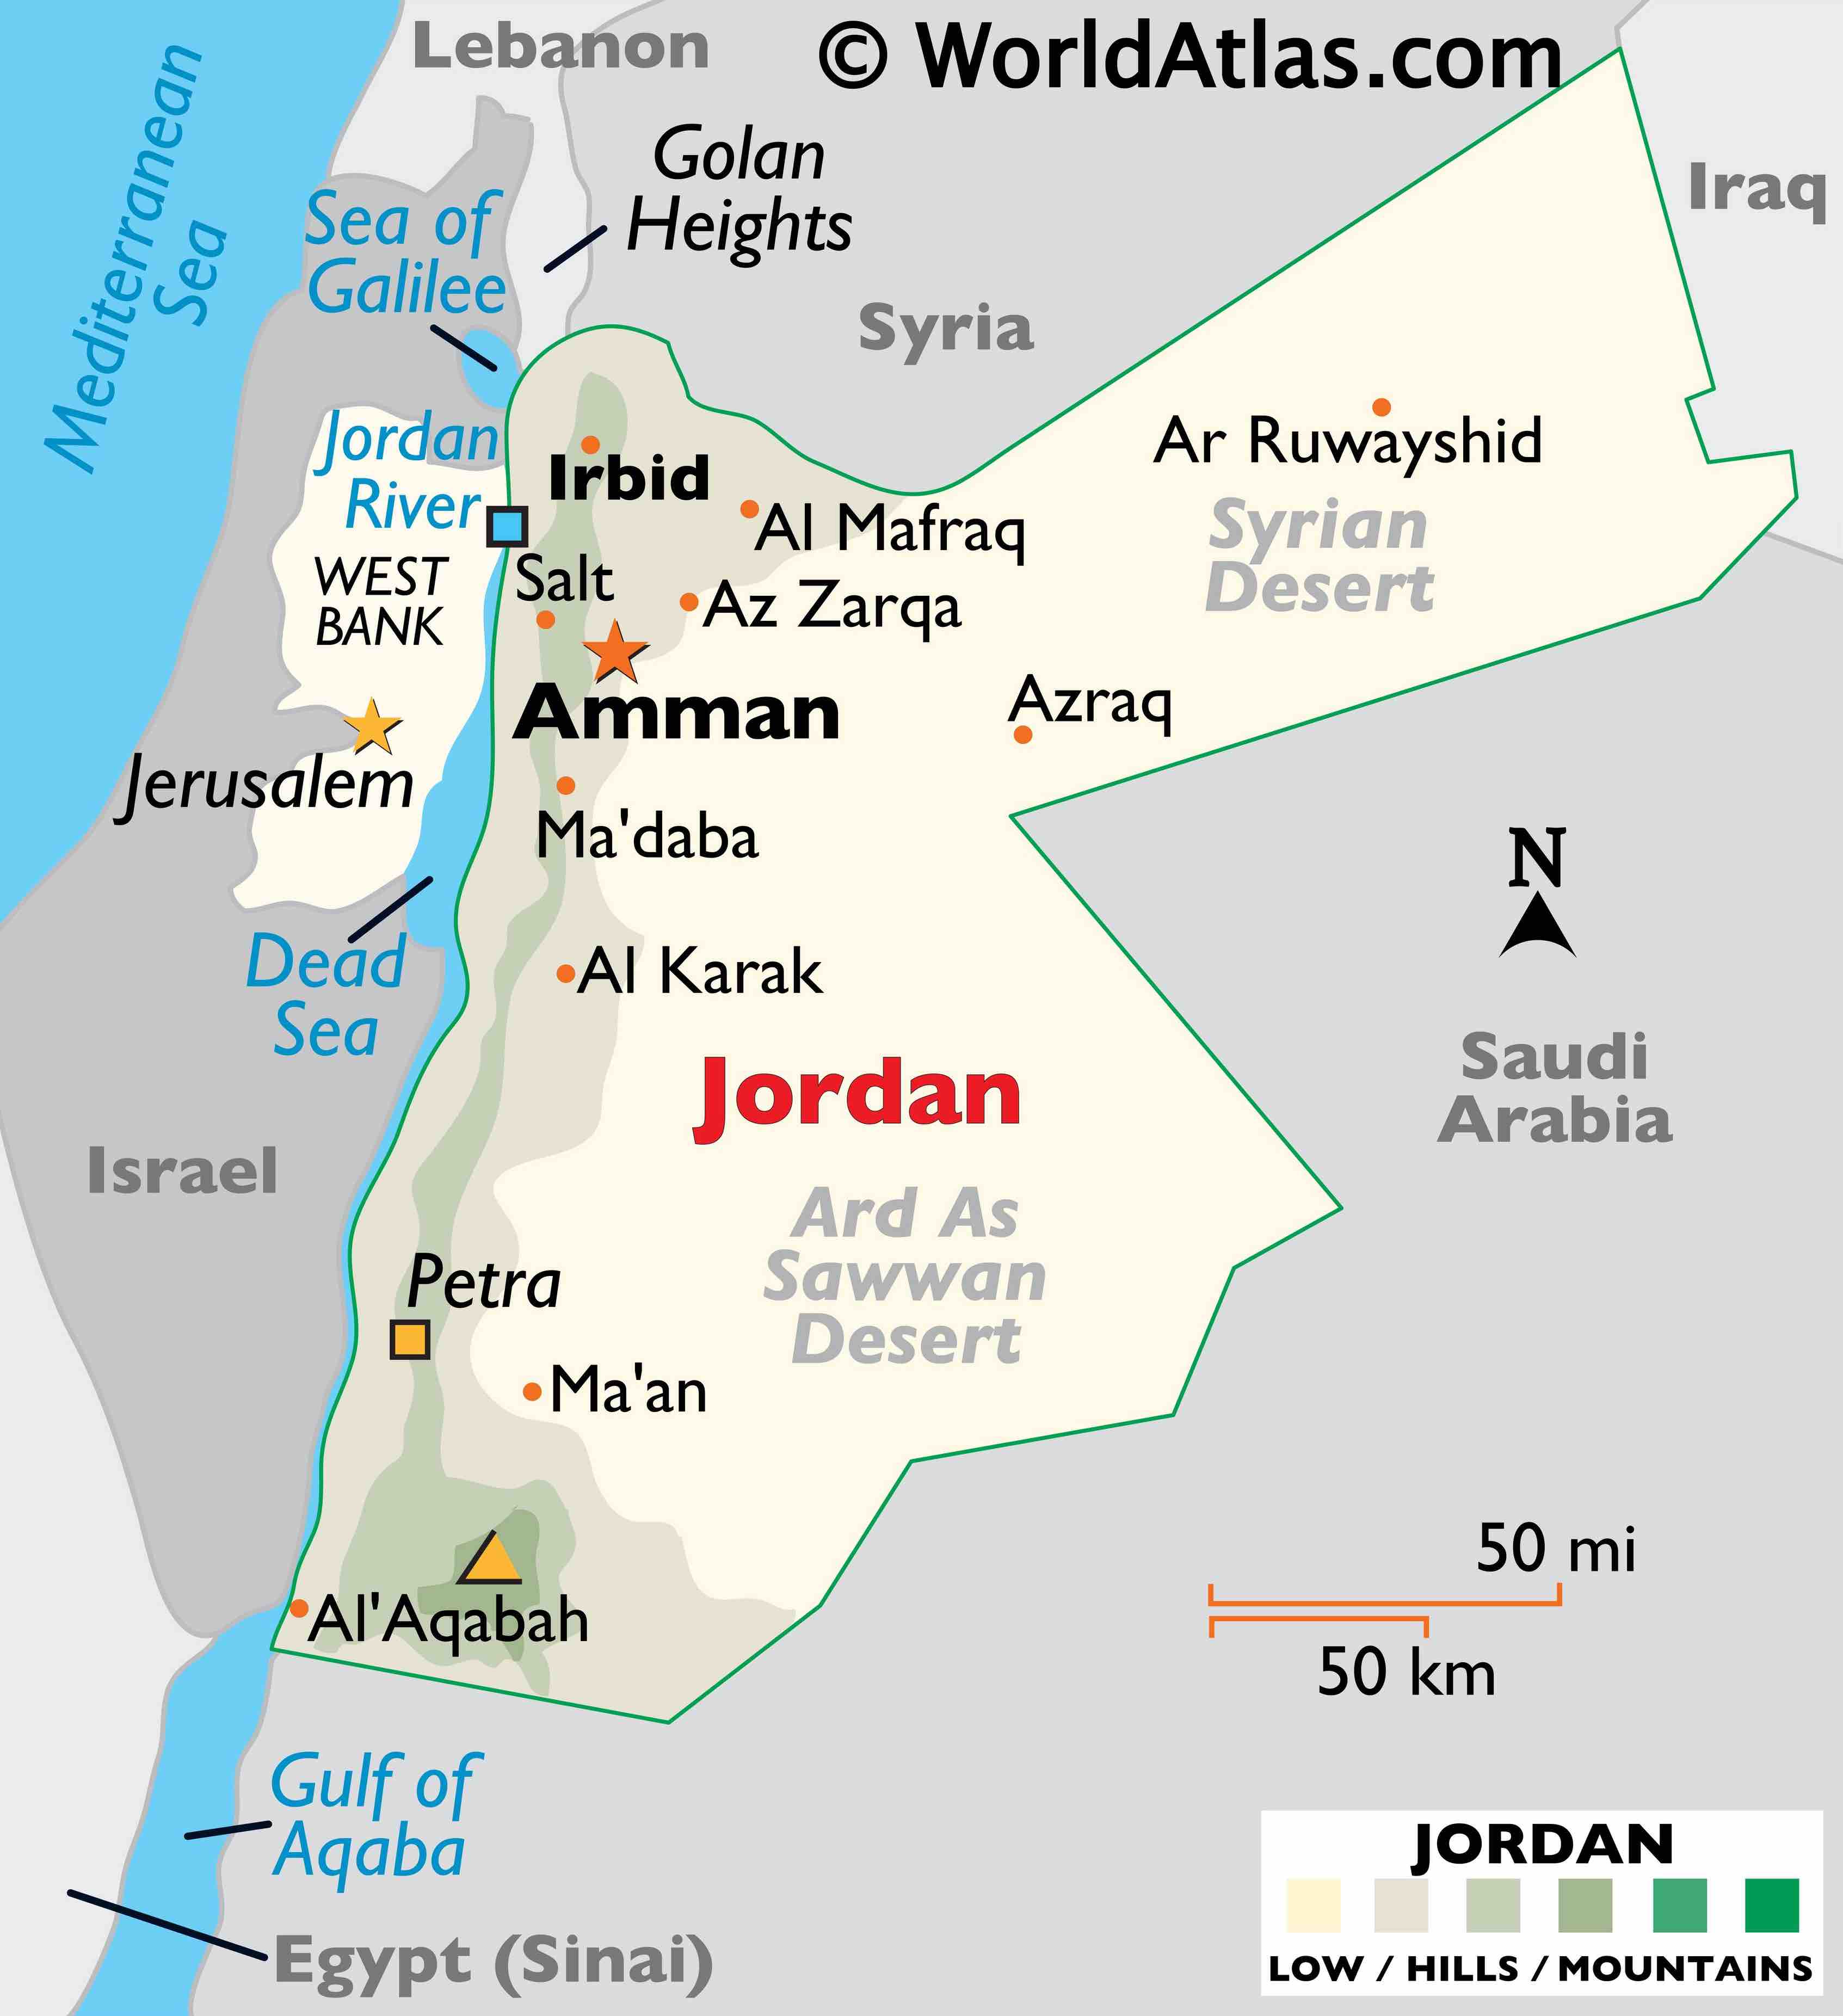 Lebanon
© WorldAtlas.com
Mediterranean
Sea
Golan
Heights
Iraq
Sea of
Galilee
Syria
Jordan
River
Irbid
Ar Ruwayshid
Al Mafraq
Syrian
Desert
WEST
BANK
Salt
Az Zarqa
Amman
Azraq
Jerusalem
Ma'daba
N
Dead
Sea
Al Karak
Jordan
Saudi
Arabia
Israel
Ard As
Sawwan
Desert
Petra
Ma'an
50 mi
Al'Aqabah
50 km
Gulf of
Aqaba
Egypt (Sinai)
JORDAN
LOW / HILLS / MOUNTAINS